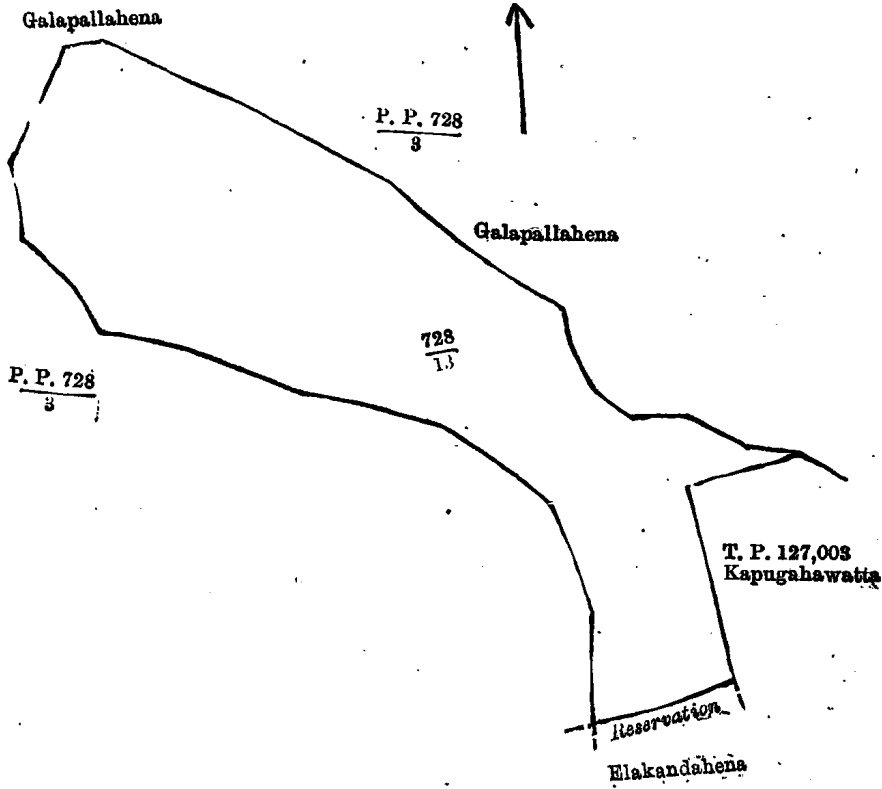 Galapallahena
P. P. 728
3
Galapallahena
728
13
P. P. 728
3
T. P. 127,003
Kapugahawatta
Reservation
Elakandahena